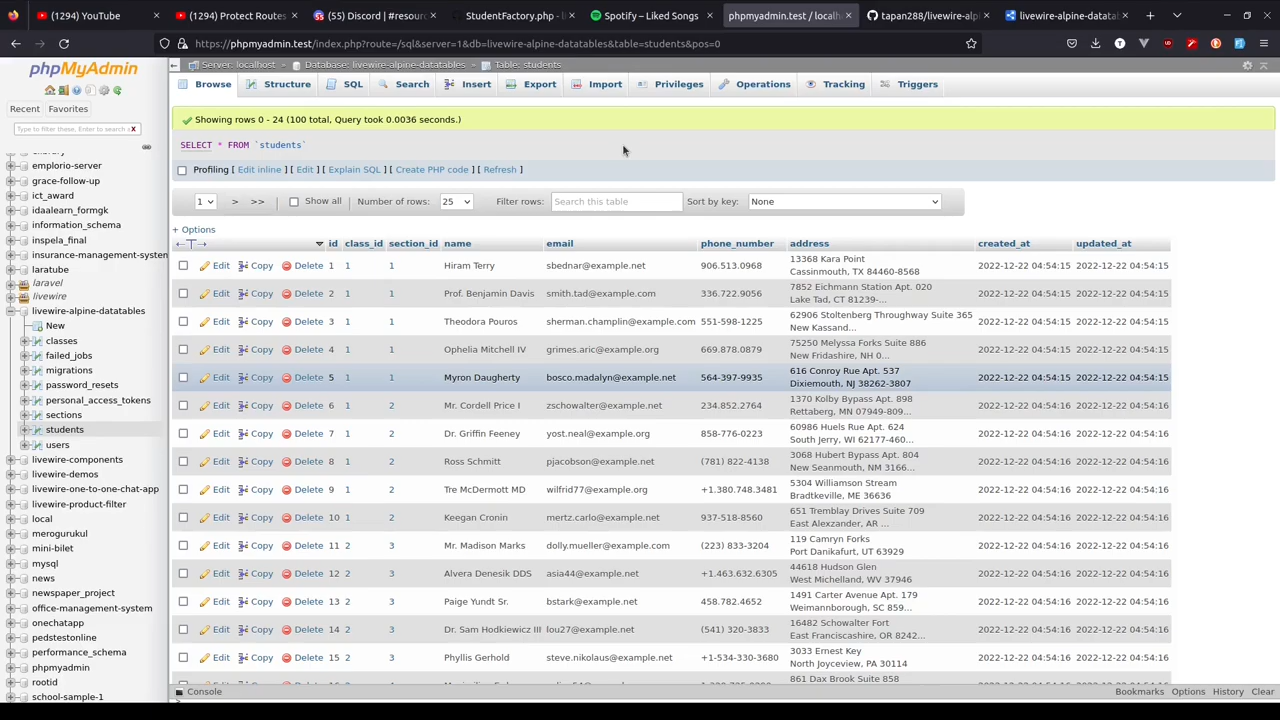 (1294) YouTube
(1294) Protect Routes
(55) Discord | #resour
StudentFactory.php -
Spotify – Liked Songs
phpmyadmin.test / localh
tapan288/livewire-alpi
livewire-alpine-datata
https://phpmyadmin.test/index.php?route=/sql&server=1&db=livewire-alpine-datatables&table=students&pos=0
phpMyAdmin
Recent Favorites
Type to filter these, Enter to search X
emplorio-server
grace-follow-up
ict_award
idaalearn_formgk
information_schema
inspela_final
insurance-management-system
laratube
laravel
livewire
livewire-alpine-datatables
New
classes
failed_jobs
migrations
password_resets
personal_access_tokens
sections
students
users
livewire-components
livewire-demos
livewire-one-to-one-chat-app
livewire-product-filter
local
merogurukul
mini-bilet
mysql
news
newspaper_project
office-management-system
onechatapp
pedstestonline
performance_schema
phpmyadmin
rootid
school-sample-1
Server: localhost » Database: livewire-alpine-datatables » Table: students
Browse Structure SQL Search Insert Export Import Privileges Operations Tracking Triggers
Showing rows 0 - 24 (100 total, Query took 0.0036 seconds.)
SELECT * FROM `students`
Profiling [ Edit inline ] [ Edit ] [ Explain SQL ] [ Create PHP code ] [ Refresh ]
1 > >> Show all Number of rows: 25 Filter rows: Search this table Sort by key: None
+ Options
←T→ id class_id section_id name email phone_number address created_at updated_at
Edit Copy Delete 1 1 1 Hiram Terry sbednar@example.net 906.513.0968 13368 Kara Point 2022-12-22 04:54:15 2022-12-22 04:54:15
Cassinmouth, TX 84460-8568
Edit Copy Delete 2 1 1 Prof. Benjamin Davis smith.tad@example.com 336.722.9056 7852 Eichmann Station Apt. 020 2022-12-22 04:54:15 2022-12-22 04:54:15
Lake Tad, CT 81239-...
Edit Copy Delete 3 1 1 Theodora Pouros sherman.champlin@example.com 551-598-1225 62906 Stoltenberg Throughway Suite 365 2022-12-22 04:54:15 2022-12-22 04:54:15
New Kassand...
Edit Copy Delete 4 1 1 Ophelia Mitchell IV grimes.aric@example.org 669.878.0879 75250 Melyssa Forks Suite 886 2022-12-22 04:54:15 2022-12-22 04:54:15
New Fridashire, NH 0...
Edit Copy Delete 5 1 1 Myron Daugherty bosco.madalyn@example.net 564-397-9935 616 Conroy Rue Apt. 537 2022-12-22 04:54:15 2022-12-22 04:54:15
Dixiemouth, NJ 38262-3807
Edit Copy Delete 6 1 2 Mr. Cordell Price I zschowalter@example.net 234.852.2764 1370 Kolby Bypass Apt. 898 2022-12-22 04:54:16 2022-12-22 04:54:16
Rettaberg, MN 07949-809...
Edit Copy Delete 7 1 2 Dr. Griffin Feeney yost.neal@example.org 858-776-0223 60986 Huels Rue Apt. 624 2022-12-22 04:54:16 2022-12-22 04:54:16
South Jerry, WI 62177-460...
Edit Copy Delete 8 1 2 Ross Schmitt pjacobson@example.net (781) 822-4138 3068 Hubert Bypass Apt. 804 2022-12-22 04:54:16 2022-12-22 04:54:16
New Seanmouth, NM 3166...
Edit Copy Delete 9 1 2 Tre McDermott MD wilfrid77@example.org +1.380.748.3481 5304 Williamson Stream 2022-12-22 04:54:16 2022-12-22 04:54:16
Bradtkeville, ME 36636
Edit Copy Delete 10 1 2 Keegan Cronin mertz.carlo@example.net 937-518-8560 651 Tremblay Drives Suite 709 2022-12-22 04:54:16 2022-12-22 04:54:16
East Alexzander, AR ...
Edit Copy Delete 11 2 3 Mr. Madison Marks dolly.mueller@example.com (223) 833-3204 119 Camryn Forks 2022-12-22 04:54:16 2022-12-22 04:54:16
Port Danikafurt, UT 63929
Edit Copy Delete 12 2 3 Alvera Denesik DDS asia44@example.net +1.463.632.6305 44618 Hudson Glen 2022-12-22 04:54:16 2022-12-22 04:54:16
West Michelland, WV 37946
Edit Copy Delete 13 2 3 Paige Yundt Sr. bstark@example.net 458.782.4652 1491 Carter Avenue Apt. 179 2022-12-22 04:54:16 2022-12-22 04:54:16
Weimannborough, SC 859...
Edit Copy Delete 14 2 3 Dr. Sam Hodkiewicz III lou27@example.net (541) 320-3833 16482 Schowalter Fort 2022-12-22 04:54:16 2022-12-22 04:54:16
East Franciscashire, OR 8242...
Edit Copy Delete 15 2 3 Phyllis Gerhold steve.nikolaus@example.net +1-534-330-3680 3033 Ernest Key 2022-12-22 04:54:16 2022-12-22 04:54:16
North Joyceview, PA 30114
861 Dax Brook Suite 858
Console Bookmarks Options History Clear
>